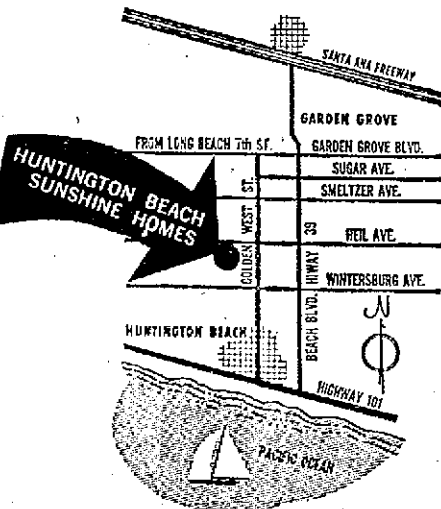 SANTA ANA FREEWAY
GARDEN GROVE
FROM LONG BEACH 7th ST.
GARDEN GROVE BLVD.
SUGAR AVE.
SMELTZER AVE.
HUNTINGTON BEACH
SUNSHINE HOMES
GOLDEN WEST ST.
BEACH BLVD. HIWAY 39
HEIL AVE.
WINTERSBURG AVE.
N
HUNTINGTON BEACH
HIGHWAY 101
PACIFIC OCEAN